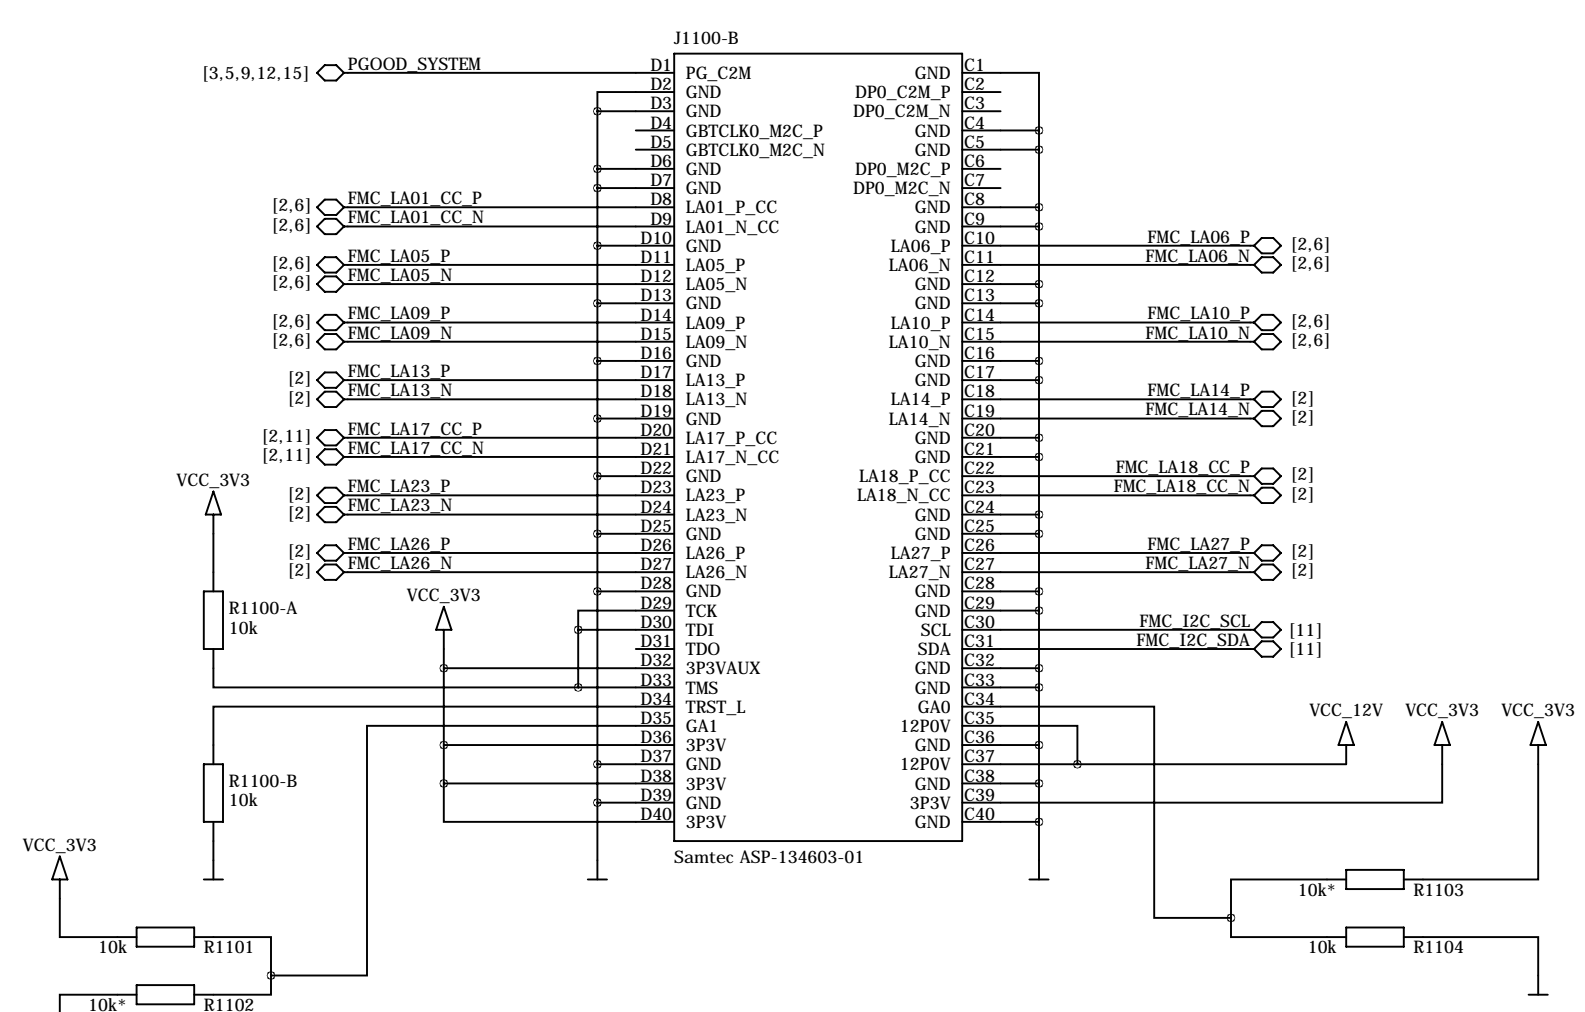 J1100-B
[3,5,9,12,15] PGOOD_SYSTEM D1 PG_C2M GND C1
D2 GND DP0_C2M_P C2
D3 GND DP0_C2M_N C3
D4 GBTCLK0_M2C_P GND C4
D5 GBTCLK0_M2C_N GND C5
D6 GND DP0_M2C_P C6
D7 GND DP0_M2C_N C7
[2,6] FMC_LA01_CC_P D8 LA01_P_CC GND C8
[2,6] FMC_LA01_CC_N D9 LA01_N_CC GND C9
D10 GND LA06_P C10 FMC_LA06_P [2,6]
[2,6] FMC_LA05_P D11 LA05_P LA06_N C11 FMC_LA06_N [2,6]
[2,6] FMC_LA05_N D12 LA05_N GND C12
D13 GND GND C13
[2,6] FMC_LA09_P D14 LA09_P LA10_P C14 FMC_LA10_P [2,6]
[2,6] FMC_LA09_N D15 LA09_N LA10_N C15 FMC_LA10_N [2,6]
D16 GND GND C16
[2] FMC_LA13_P D17 LA13_P GND C17
[2] FMC_LA13_N D18 LA13_N LA14_P C18 FMC_LA14_P [2]
D19 GND LA14_N C19 FMC_LA14_N [2]
[2,11] FMC_LA17_CC_P D20 LA17_P_CC GND C20
[2,11] FMC_LA17_CC_N D21 LA17_N_CC GND C21
D22 GND LA18_P_CC C22 FMC_LA18_CC_P [2]
VCC_3V3
[2] FMC_LA23_P D23 LA23_P LA18_N_CC C23 FMC_LA18_CC_N [2]
[2] FMC_LA23_N D24 LA23_N GND C24
D25 GND GND C25
[2] FMC_LA26_P D26 LA26_P LA27_P C26 FMC_LA27_P [2]
[2] FMC_LA26_N D27 LA26_N LA27_N C27 FMC_LA27_N [2]
D28 GND GND C28
VCC_3V3
R1100-A D29 TCK GND C29
10k D30 TDI SCL C30 FMC_I2C_SCL [11]
D31 TDO SDA C31 FMC_I2C_SDA [11]
D32 3P3VAUX GND C32
D33 TMS GND C33
D34 TRST_L GA0 C34
VCC_12V VCC_3V3 VCC_3V3
D35 GA1 12P0V C35
D36 3P3V GND C36
D37 GND 12P0V C37
R1100-B D38 3P3V GND C38
10k D39 GND 3P3V C39
D40 3P3V GND C40
VCC_3V3
Samtec ASP-134603-01
10k* R1103
10k R1101
10k R1104
10k* R1102